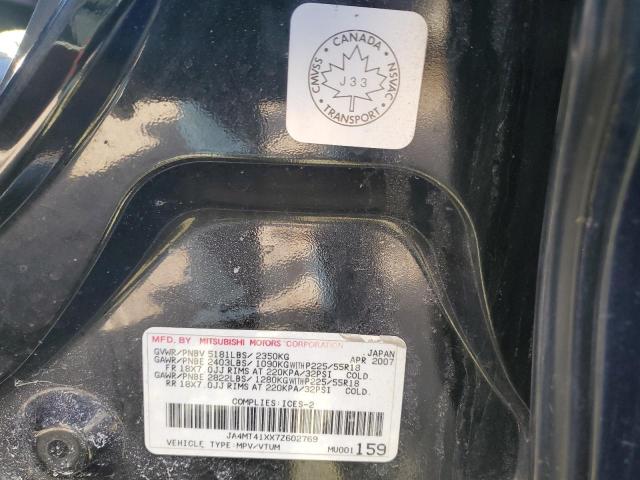 CANADA
CMVSS
NSVAC
J33
TRANSPORT
MFD. BY MITSUBISHI MOTORS CORPORATION JAPAN
GVWR/PNBV 5181LBS/ 2350KG APR 2007
GAWR/PNBE 2403LBS/ 1090KGWITHP225/55R18
FR 18X7.0JJ RIMS AT 220KPA/32PSI COLD.
GAWR/PNBE 2822LBS/ 1280KGWITHP225/55R18
RR 18X7.0JJ RIMS AT 220KPA/32PSI COLD.
COMPLIES:ICES-2
JA4MT41XX7Z602769
VEHICLE TYPE:MPV/VTUM MU001 159